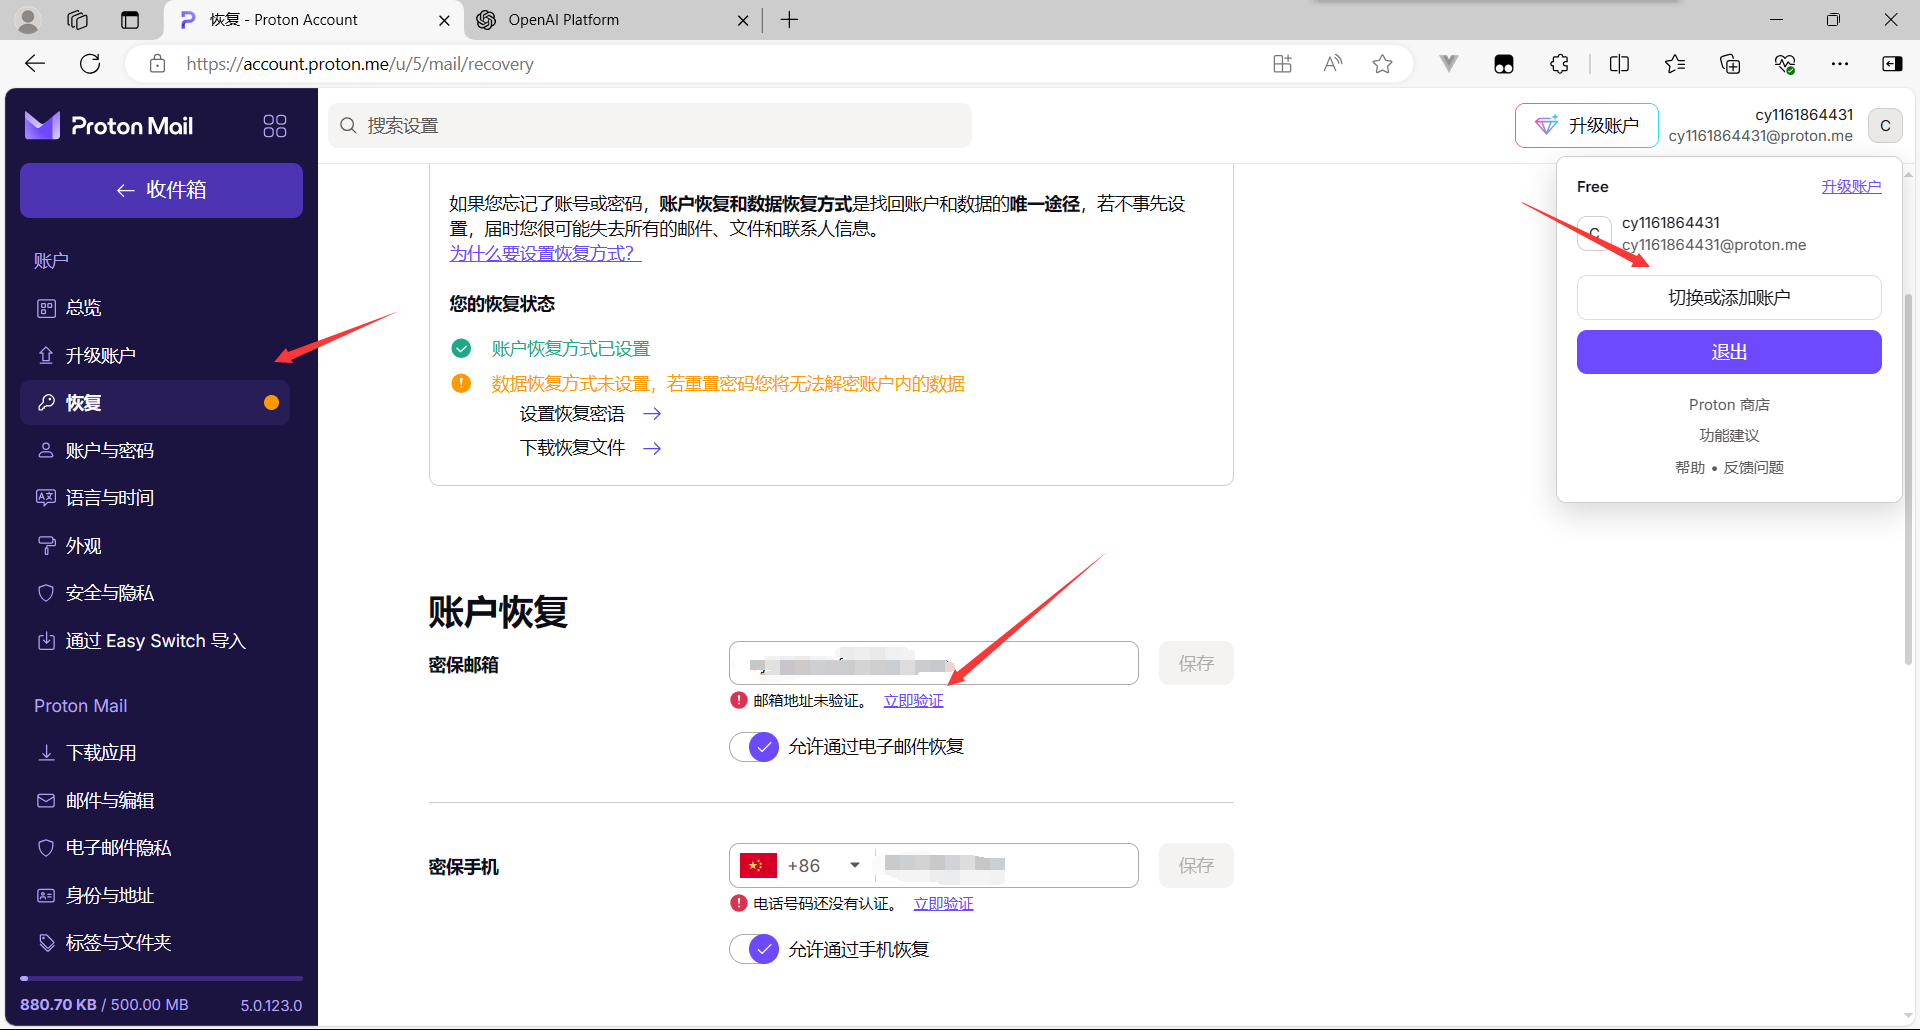 恢复 - Proton Account
OpenAI Platform
https://account.proton.me/u/5/mail/recovery
Proton Mail
搜索设置
升级账户
cy1161864431
cy1161864431@proton.me
C
← 收件箱
账户
总览
升级账户
恢复
账户与密码
语言与时间
外观
安全与隐私
通过 Easy Switch 导入
Proton Mail
下载应用
邮件与编辑
电子邮件隐私
身份与地址
标签与文件夹
880.70 KB / 500.00 MB
5.0.123.0
如果您忘记了账号或密码，账户恢复和数据恢复方式是找回账户和数据的唯一途径，若不事先设
置，届时您很可能失去所有的邮件、文件和联系人信息。
为什么要设置恢复方式？
您的恢复状态
账户恢复方式已设置
数据恢复方式未设置，若重置密码您将无法解密账户内的数据
设置恢复密语 →
下载恢复文件 →
账户恢复
密保邮箱
保存
邮箱地址未验证。 立即验证
允许通过电子邮件恢复
密保手机
+86
保存
电话号码还没有认证。 立即验证
允许通过手机恢复
Free
升级账户
C
cy1161864431
cy1161864431@proton.me
切换或添加账户
退出
Proton 商店
功能建议
帮助 • 反馈问题